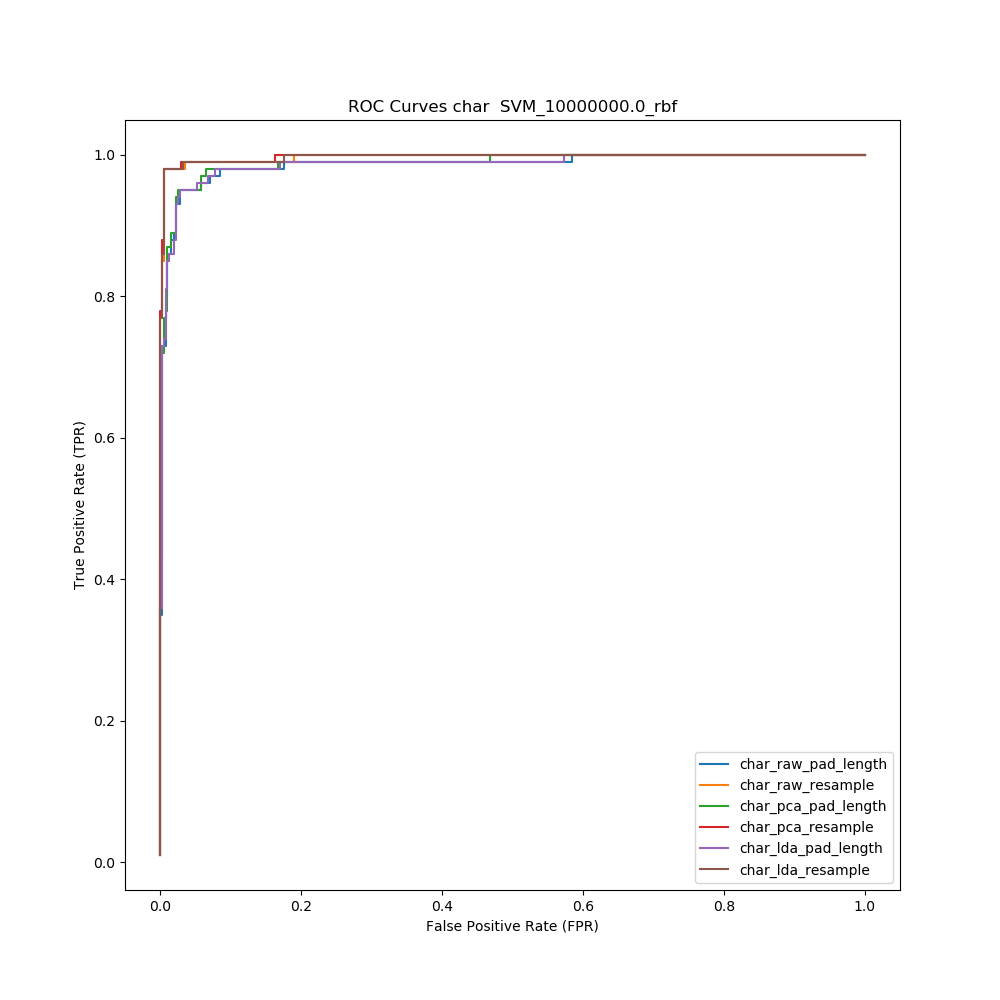 ROC Curves char  SVM_10000000.0_rbf
1.0
0.8
0.6
0.4
0.2
0.0
True Positive Rate (TPR)
char_raw_pad_length
char_raw_resample
char_pca_pad_length
char_pca_resample
char_lda_pad_length
char_lda_resample
0.0 0.2 0.4 0.6 0.8 1.0
False Positive Rate (FPR)